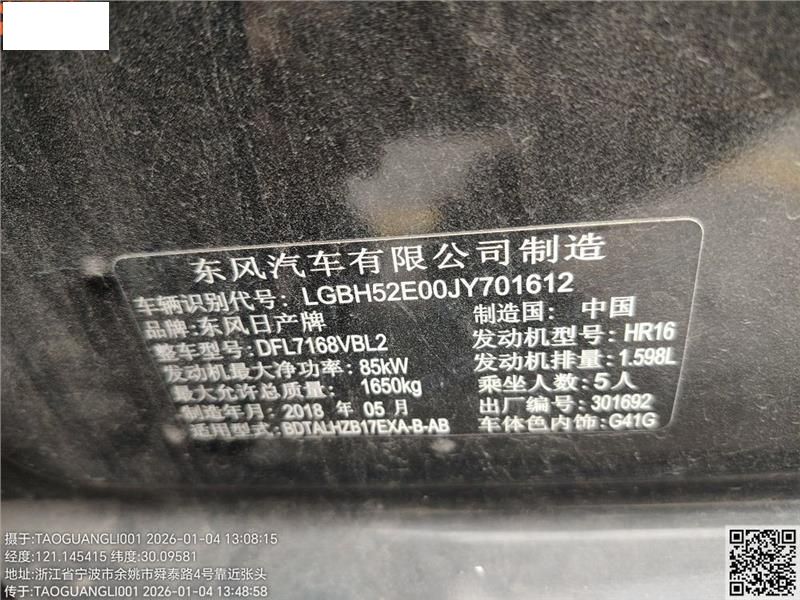 东风汽车有限公司制造
车辆识别代号: LGBH52E00JY701612
品牌:东风日产牌 制造国: 中国
整车型号:DFL7168VBL2 发动机型号: HR16
发动机最大净功率: 85kW 发动机排量: 1.598L
最大允许总质量: 1650kg 乘坐人数: 5人
制造年月: 2018 年 05 月 出厂编号: 301692
适用型式: BDTALHZB17EXA-B-AB 车体色内饰: G41G
摄于:TAOGUANGLI001 2026-01-04 13:08:15
经度:121.145415 纬度:30.09581
地址:浙江省宁波市余姚市舜泰路4号靠近张头
传于:TAOGUANGLI001 2026-01-04 13:48:58